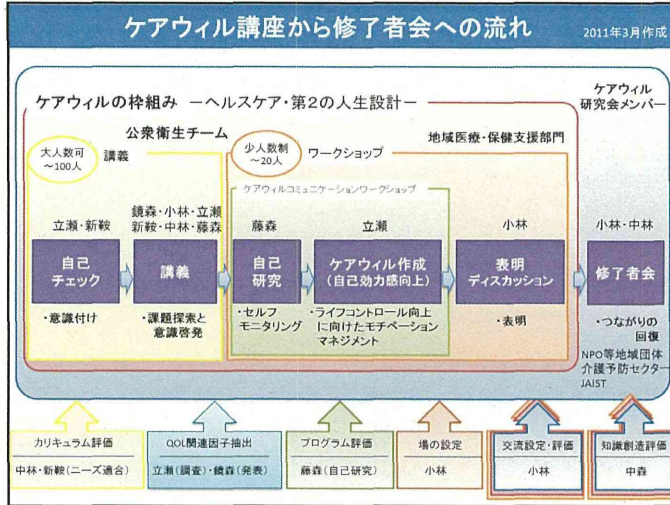 ケアウィル講座から修了者会への流れ
2011年3月作成
ケアウィルの枠組み －ヘルスケア・第2の人生設計－
ケアウィル
研究会メンバー
公衆衛生チーム
地域医療・保健支援部門
大人数可
～100人
講義
少人数制
～20人
ワークショップ
ケアウィルコミュニケーションワークショップ
立瀬・新鞍
自己
チェック
・意識付け
鏡森・小林・立瀬
新鞍・中林・藤森
講義
・課題探索と
意識啓発
藤森
自己
研究
・セルフ
モニタリング
立瀬
ケアウィル作成
(自己効力感向上)
・ライフコントロール向上
に向けたモチベーション
マネジメント
小林
表明
ディスカッション
・表明
小林・中林
修了者会
・つながりの
回復
NPO等地域団体
介護予防セクター
JAIST
カリキュラム評価
中林・新鞍(ニーズ適合)
QOL関連因子抽出
立瀬(調査)・鏡森(発表)
プログラム評価
藤森(自己研究)
場の設定
小林
交流設定・評価
小林
知識創造評価
中森